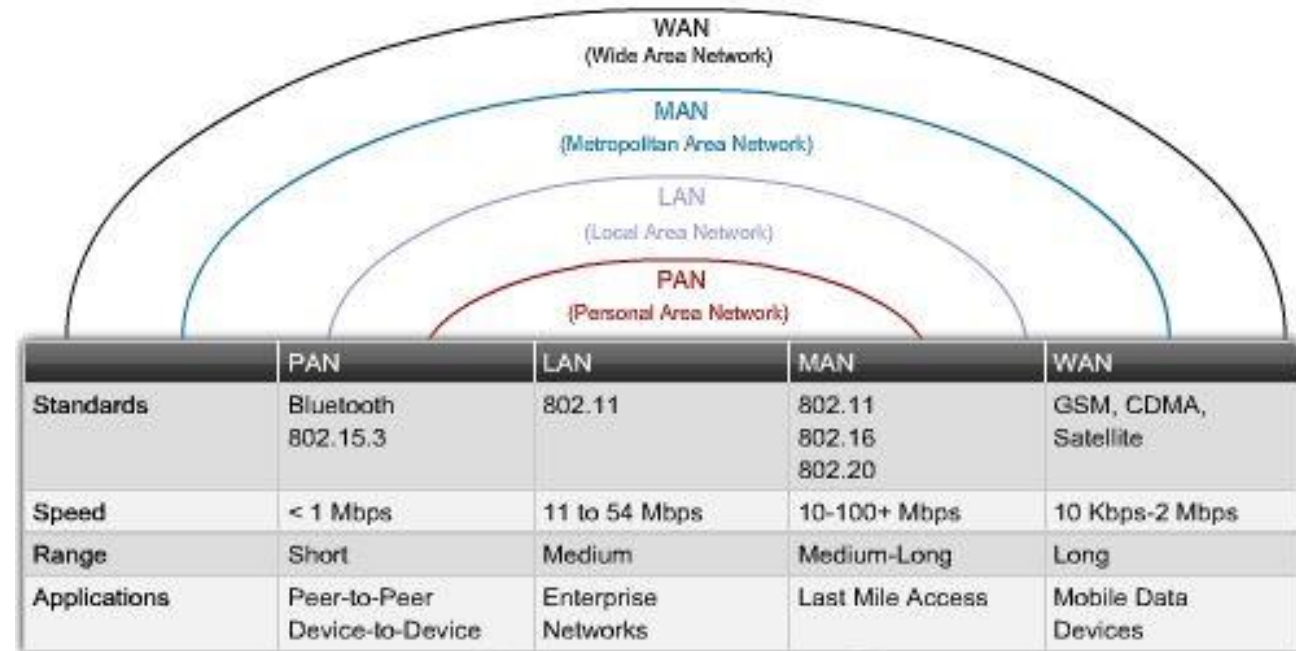 WAN
(Wide Area Network)
MAN
(Metropolitan Area Network)
LAN
(Local Area Network)
PAN
(Personal Area Network)
PAN LAN MAN WAN
Standards Bluetooth 802.11 802.11 GSM, CDMA,
802.15.3 802.16 Satellite
802.20
Speed < 1 Mbps 11 to 54 Mbps 10-100+ Mbps 10 Kbps-2 Mbps
Range Short Medium Medium-Long Long
Applications Peer-to-Peer Enterprise Last Mile Access Mobile Data
Device-to-Device Networks Devices